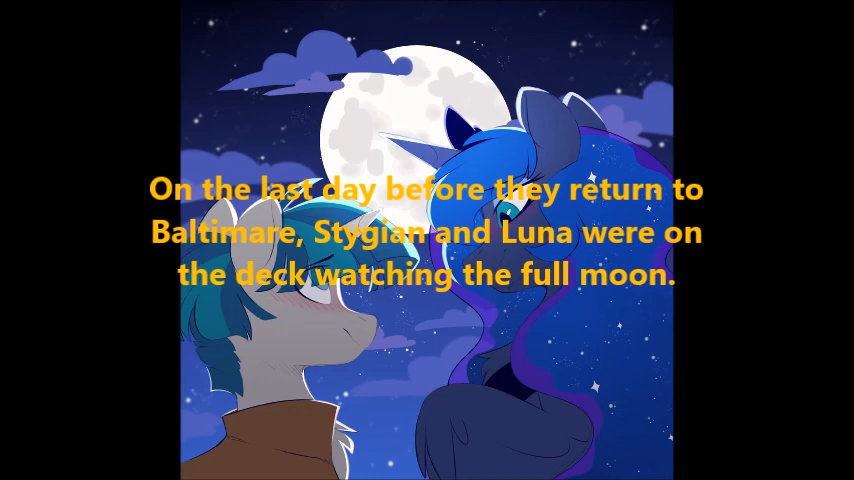 On the last day before they return to
Baltimare, Stygian and Luna were on
the deck watching the full moon.